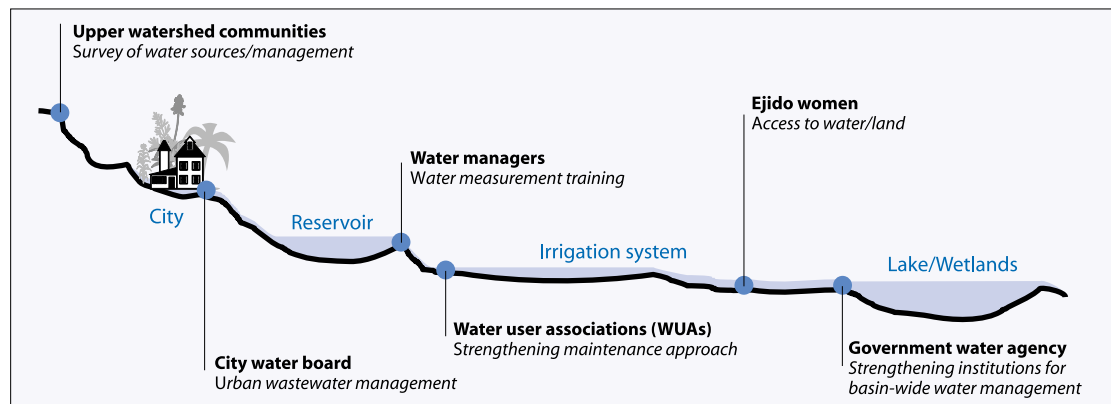 Upper watershed communities
Survey of water sources/management
Ejido women
Access to water/land
Water managers
Water measurement training
City
Reservoir
Irrigation system
Lake/Wetlands
Water user associations (WUAs)
Strengthening maintenance approach
City water board
Urban wastewater management
Government water agency
Strengthening institutions for
basin-wide water management